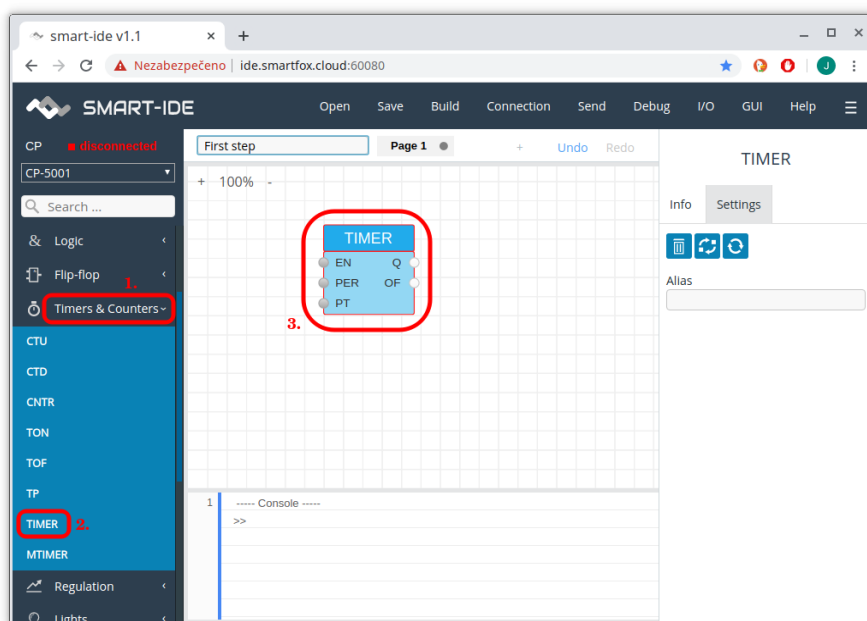 smart-ide v1.1 × +
Nezabezpečeno | ide.smartfox.cloud:60080 J
SMART-IDE Open Save Build Connection Send Debug I/O GUI Help
CP disconnected
CP-5001
Search ...
& Logic
Flip-flop
1.
Timers & Counters
CTU
CTD
CNTR
TON
TOF
TP
TIMER 2.
MTIMER
Regulation
Lights
First step Page 1 + Undo Redo
+ 100% -
TIMER
EN Q
PER OF
PT
3.
1 ----- Console -----
>>
TIMER
Info Settings
Alias